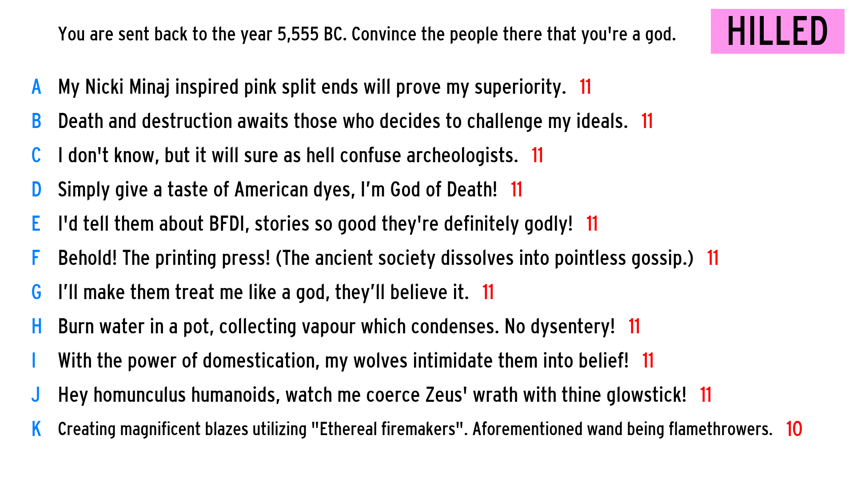 You are sent back to the year 5,555 BC. Convince the people there that you're a god.
HILLED
A My Nicki Minaj inspired pink split ends will prove my superiority. 11
B Death and destruction awaits those who decides to challenge my ideals. 11
C I don't know, but it will sure as hell confuse archeologists. 11
D Simply give a taste of American dyes, I’m God of Death! 11
E I'd tell them about BFDI, stories so good they're definitely godly! 11
F Behold! The printing press! (The ancient society dissolves into pointless gossip.) 11
G I’ll make them treat me like a god, they’ll believe it. 11
H Burn water in a pot, collecting vapour which condenses. No dysentery! 11
I With the power of domestication, my wolves intimidate them into belief! 11
J Hey homunculus humanoids, watch me coerce Zeus' wrath with thine glowstick! 11
K Creating magnificent blazes utilizing "Ethereal firemakers". Aforementioned wand being flamethrowers. 10